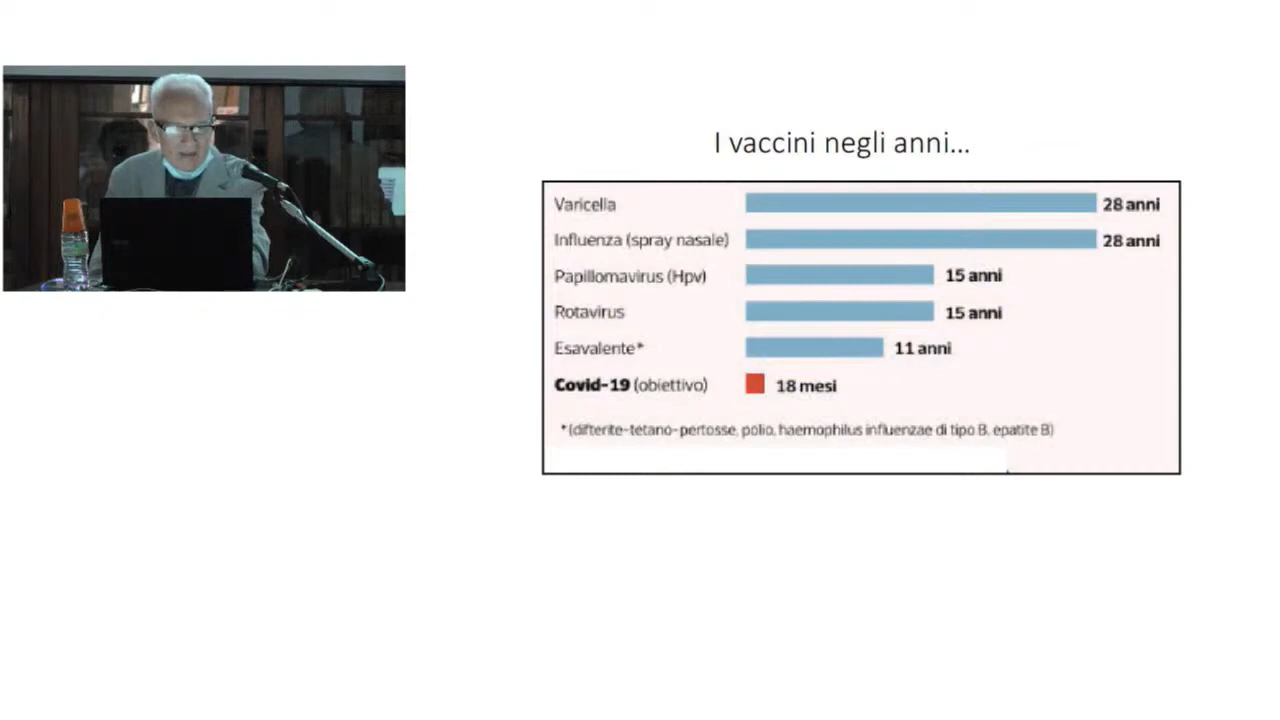 I vaccini negli anni...
Varicella 28 anni
Influenza (spray nasale) 28 anni
Papillomavirus (Hpv) 15 anni
Rotavirus 15 anni
Esavalente* 11 anni
Covid-19 (obiettivo) 18 mesi
*(difterite-tetano-pertosse, polio, haemophilus influenzae di tipo B, epatite B)